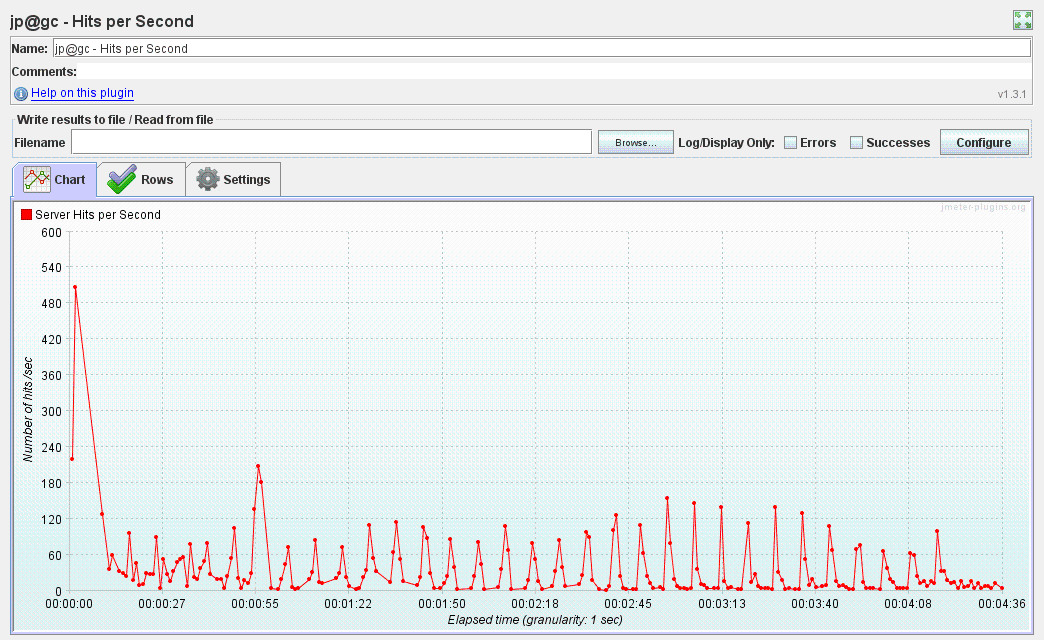 jp@gc - Hits per Second
Name: jp@gc - Hits per Second
Comments:
Help on this plugin
v1.3.1
Write results to file / Read from file
Filename Browse... Log/Display Only: Errors Successes Configure
Chart Rows Settings
jmeter-plugins.org
Server Hits per Second
600
540
480
420
360
300
240
180
120
60
0
Number of hits /sec
00:00:00 00:00:27 00:00:55 00:01:22 00:01:50 00:02:18 00:02:45 00:03:13 00:03:40 00:04:08 00:04:36
Elapsed time (granularity: 1 sec)